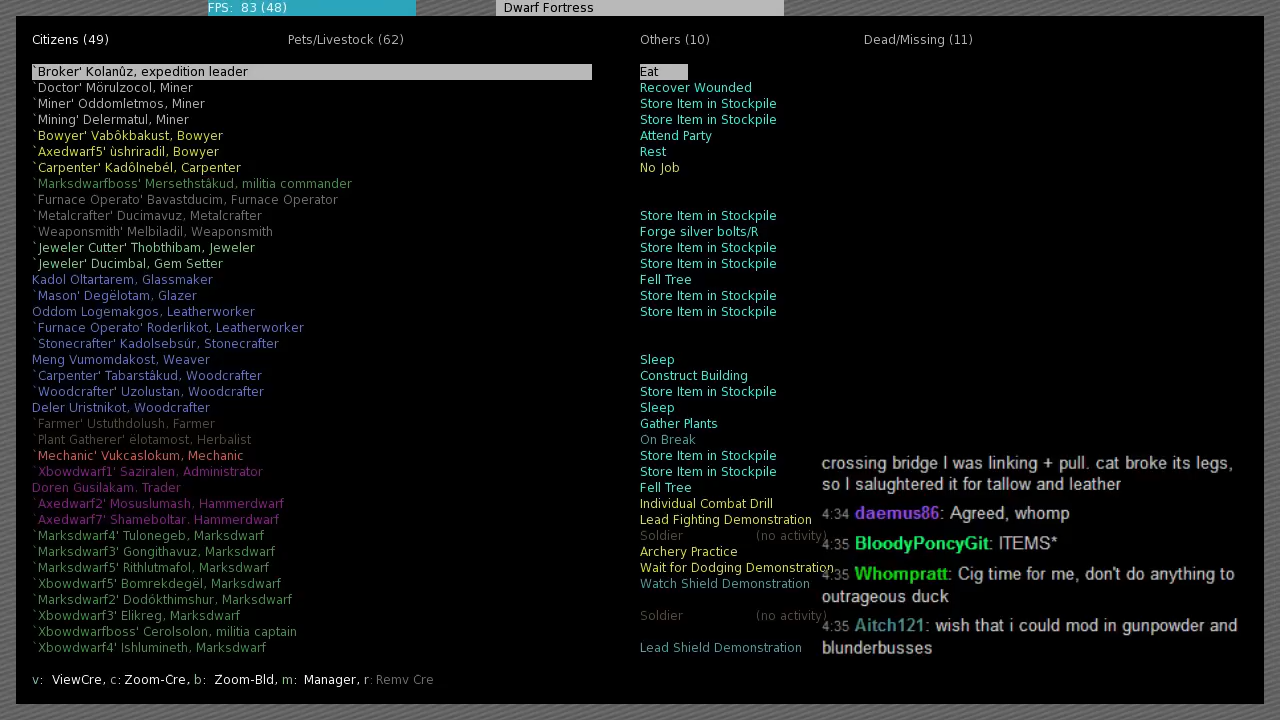 FPS: 83 (48) Dwarf Fortress
Citizens (49) Pets/Livestock (62) Others (10) Dead/Missing (11)
`Broker' Kolanûz, expedition leader Eat
`Doctor' Mörulzocol, Miner Recover Wounded
`Miner' Oddomletmos, Miner Store Item in Stockpile
`Mining' Delermatul, Miner Store Item in Stockpile
`Bowyer' Vabôkbakust, Bowyer Attend Party
`Axedwarf5' ùshriradil, Bowyer Rest
`Carpenter' Kadôlnebél, Carpenter No Job
`Marksdwarfboss' Mersethstâkud, militia commander
`Furnace Operato' Bavastducim, Furnace Operator
`Metalcrafter' Ducimavuz, Metalcrafter Store Item in Stockpile
`Weaponsmith' Melbiladil, Weaponsmith Forge silver bolts/R
`Jeweler Cutter' Thobthibam, Jeweler Store Item in Stockpile
`Jeweler' Ducimbal, Gem Setter Store Item in Stockpile
Kadol Oltartarem, Glassmaker Fell Tree
`Mason' Degëlotam, Glazer Store Item in Stockpile
Oddom Logemakgos, Leatherworker Store Item in Stockpile
`Furnace Operato' Roderlikot, Leatherworker
`Stonecrafter' Kadolsebsúr, Stonecrafter
Meng Vumomdakost, Weaver Sleep
`Carpenter' Tabarstâkud, Woodcrafter Construct Building
`Woodcrafter' Uzolustan, Woodcrafter Store Item in Stockpile
Deler Uristnikot, Woodcrafter Sleep
`Farmer' Ustuthdolush, Farmer Gather Plants
`Plant Gatherer' ëlotamost, Herbalist On Break
`Mechanic' Vukcaslokum, Mechanic Store Item in Stockpile
`Xbowdwarf1' Saziralen, Administrator Store Item in Stockpile
Doren Gusilakam, Trader Fell Tree
`Axedwarf2' Mosuslumash, Hammerdwarf Individual Combat Drill
`Axedwarf7' Shameboltar, Hammerdwarf Lead Fighting Demonstration
`Marksdwarf4' Tulonegeb, Marksdwarf Soldier (no activity)
`Marksdwarf3' Gongithavuz, Marksdwarf Archery Practice
`Marksdwarf5' Rithlutmafol, Marksdwarf Wait for Dodging Demonstration
`Xbowdwarf5' Bomrekdegël, Marksdwarf Watch Shield Demonstration
`Marksdwarf2' Dodókthimshur, Marksdwarf
`Xbowdwarf3' Elikreg, Marksdwarf Soldier (no activity)
`Xbowdwarfboss' Cerolsolon, militia captain
`Xbowdwarf4' Ishlumineth, Marksdwarf Lead Shield Demonstration
v: ViewCre, c: Zoom-Cre, b: Zoom-Bld, m: Manager, r: Remv Cre
crossing bridge I was linking + pull. cat broke its legs,
so I salughtered it for tallow and leather
4:34 daemus86: Agreed, whomp
4:35 BloodyPoncyGit: ITEMS*
4:35 Whompratt: Cig time for me, don't do anything to
outrageous duck
4:35 Aitch121: wish that i could mod in gunpowder and
blunderbusses